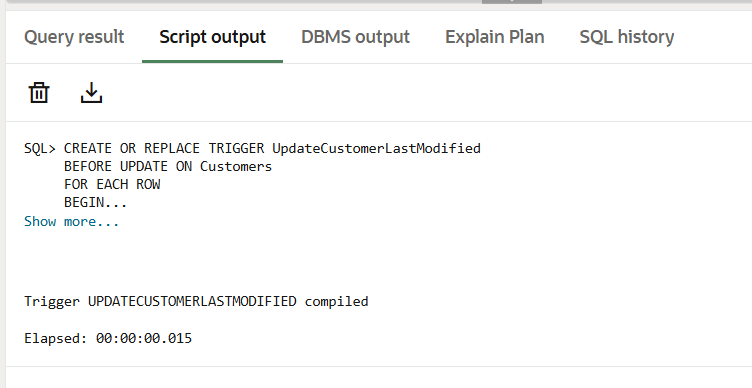 Query result Script output DBMS output Explain Plan SQL history
SQL> CREATE OR REPLACE TRIGGER UpdateCustomerLastModified
BEFORE UPDATE ON Customers
FOR EACH ROW
BEGIN...
Show more...
Trigger UPDATECUSTOMERLASTMODIFIED compiled
Elapsed: 00:00:00.015